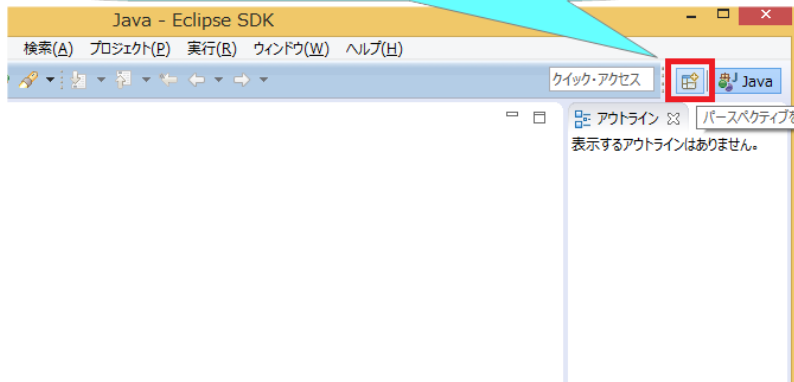 Java - Eclipse SDK
検索(A) プロジェクト(P) 実行(R) ウィンドウ(W) ヘルプ(H)
クイック・アクセス Java
アウトライン パースペクティブを
表示するアウトラインはありません。